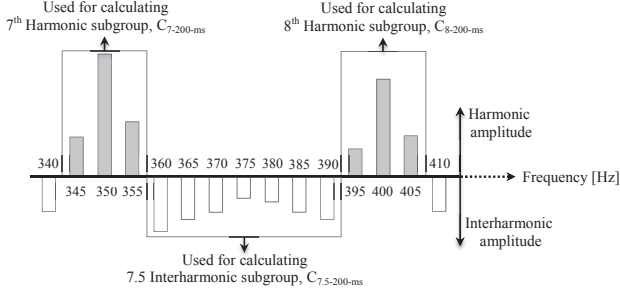 Used for calculating
7th Harmonic subgroup, C7-200-ms
Used for calculating
8th Harmonic subgroup, C8-200-ms
Harmonic
amplitude
340 360 365 370 375 380 385 390 410
Frequency [Hz]
345 350 355 395 400 405
Interharmonic
amplitude
Used for calculating
7.5 Interharmonic subgroup, C7.5-200-ms